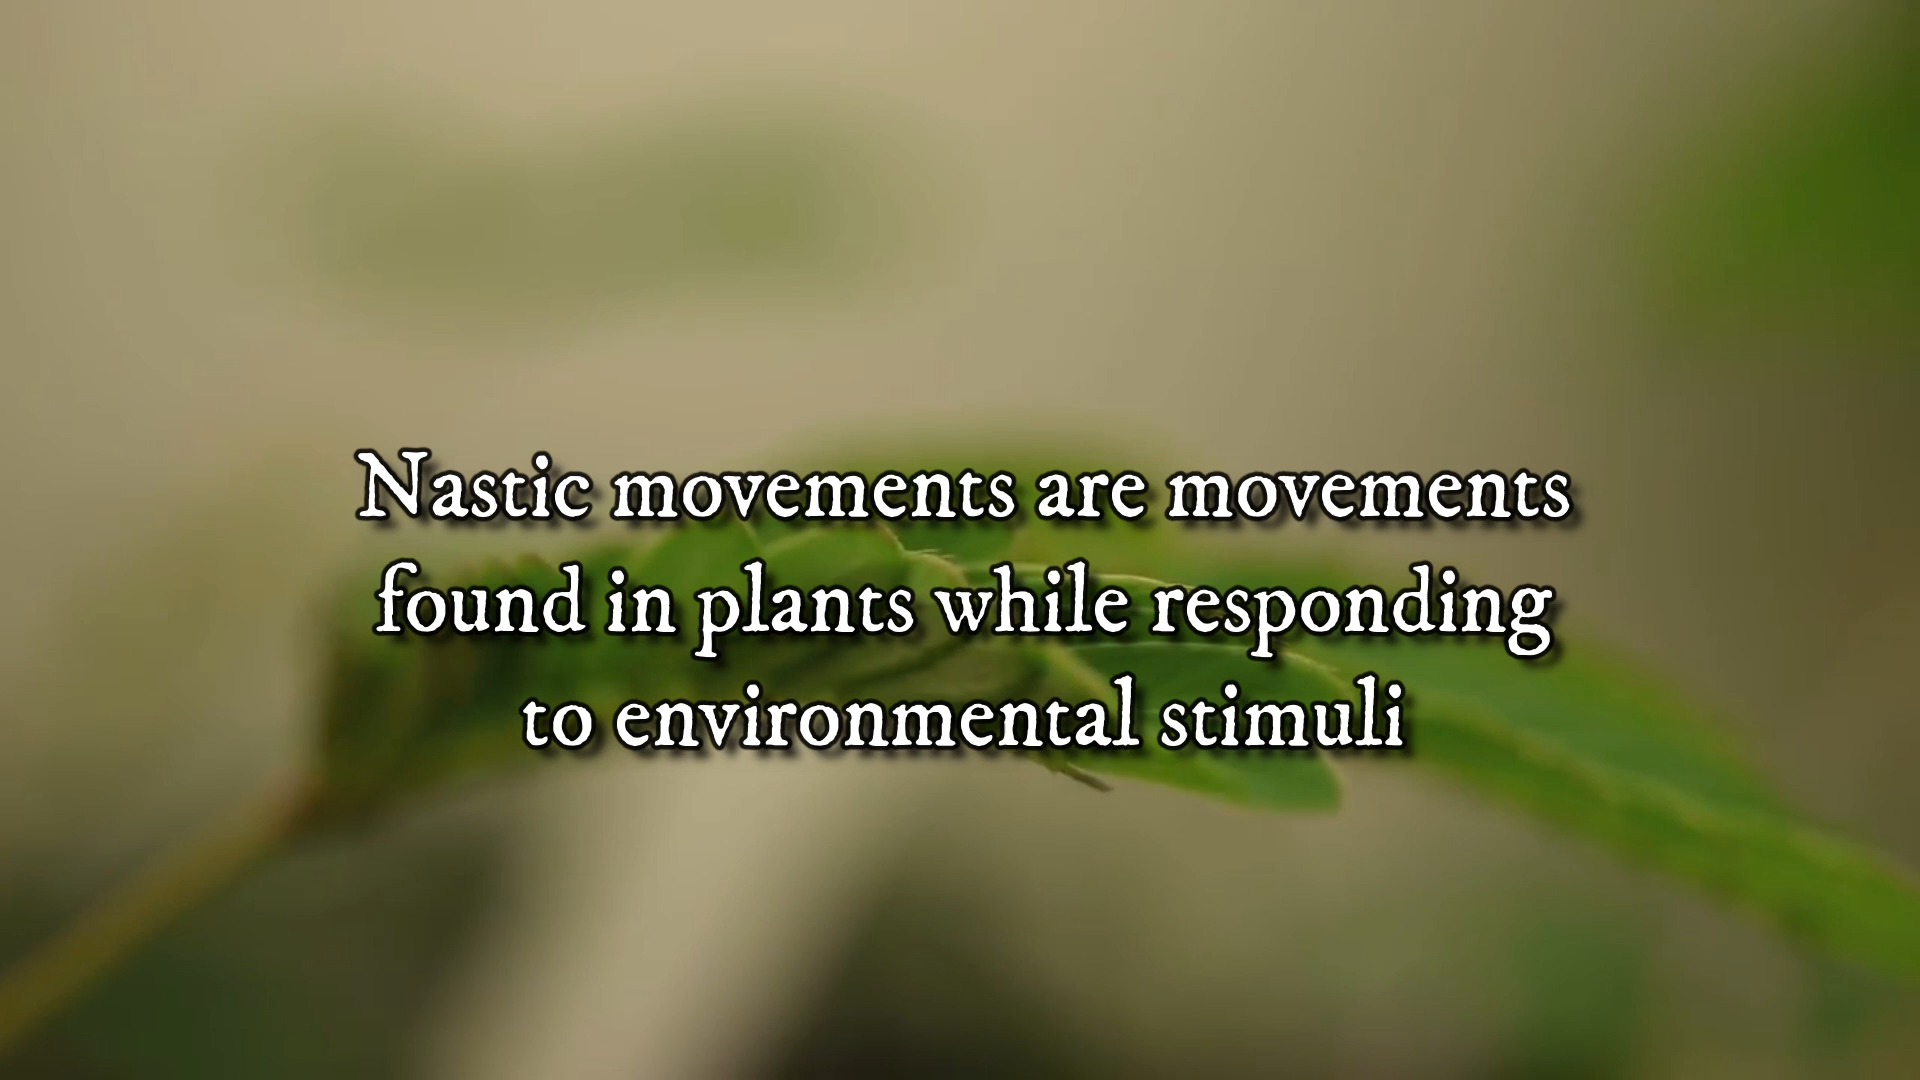 Nastic movements are movements
found in plants while responding
to environmental stimuli